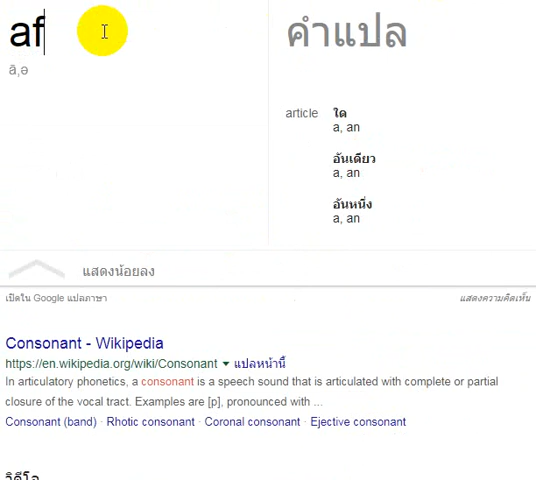 af
คำแปล
ā,ə
article ใด
a, an
อันเดียว
a, an
อันหนึ่ง
a, an
แสดงน้อยลง
เปิดใน Google แปลภาษา แสดงความคิดเห็น
Consonant - Wikipedia
https://en.wikipedia.org/wiki/Consonant ▼ แปลหน้านี้
In articulatory phonetics, a consonant is a speech sound that is articulated with complete or partial
closure of the vocal tract. Examples are [p], pronounced with ...
Consonant (band) · Rhotic consonant · Coronal consonant · Ejective consonant
วิดีโอ